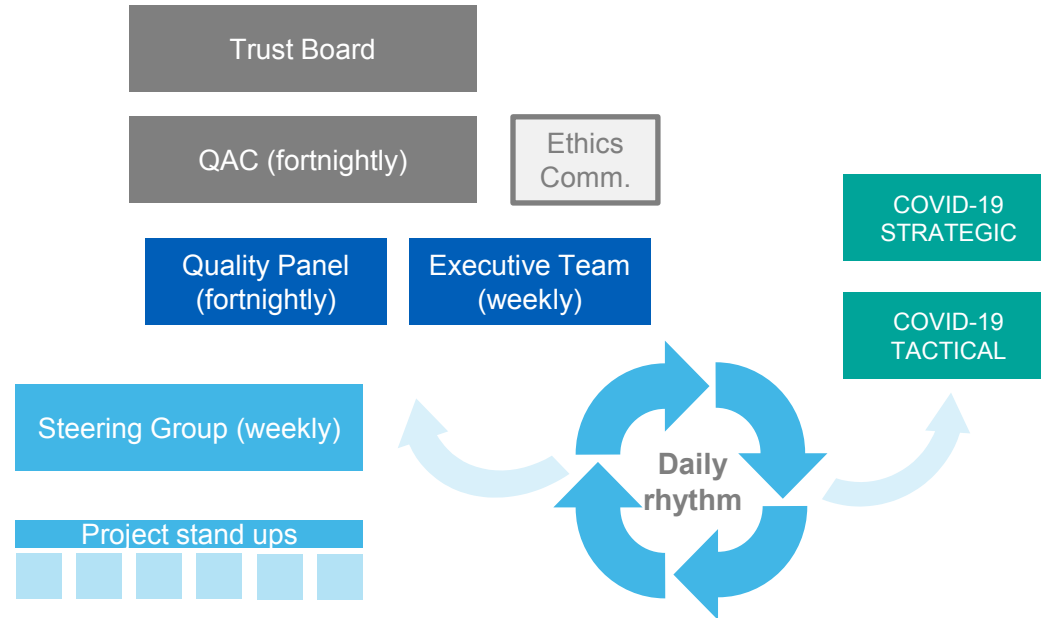 Trust Board
QAC (fortnightly)
Ethics
Comm.
COVID-19
STRATEGIC
Quality Panel
(fortnightly)
Executive Team
(weekly)
COVID-19
TACTICAL
Steering Group (weekly)
Daily
rhythm
Project stand ups